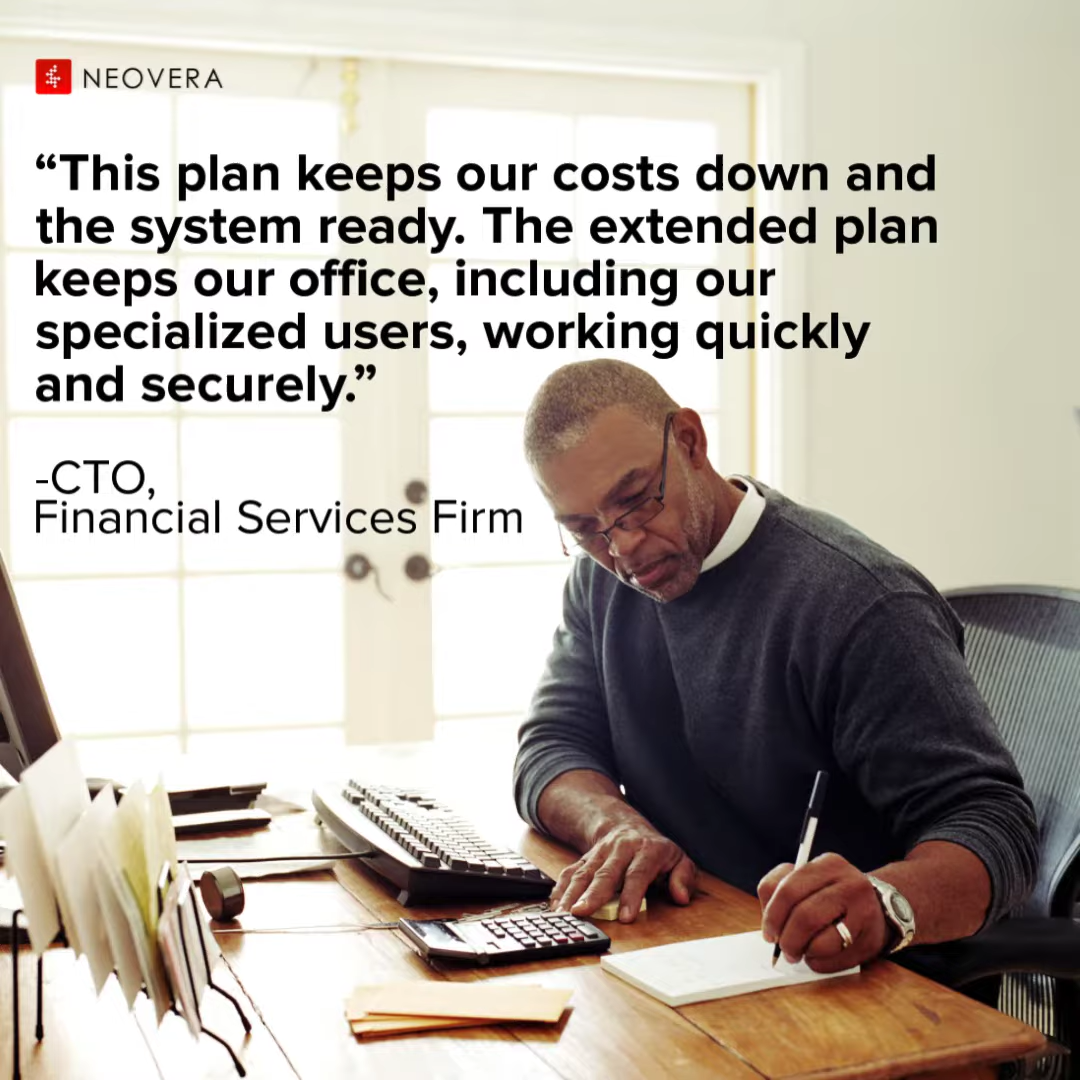 NEOVERA
“This plan keeps our costs down and
the system ready. The extended plan
keeps our office, including our
specialized users, working quickly
and securely.”
-CTO,
Financial Services Firm